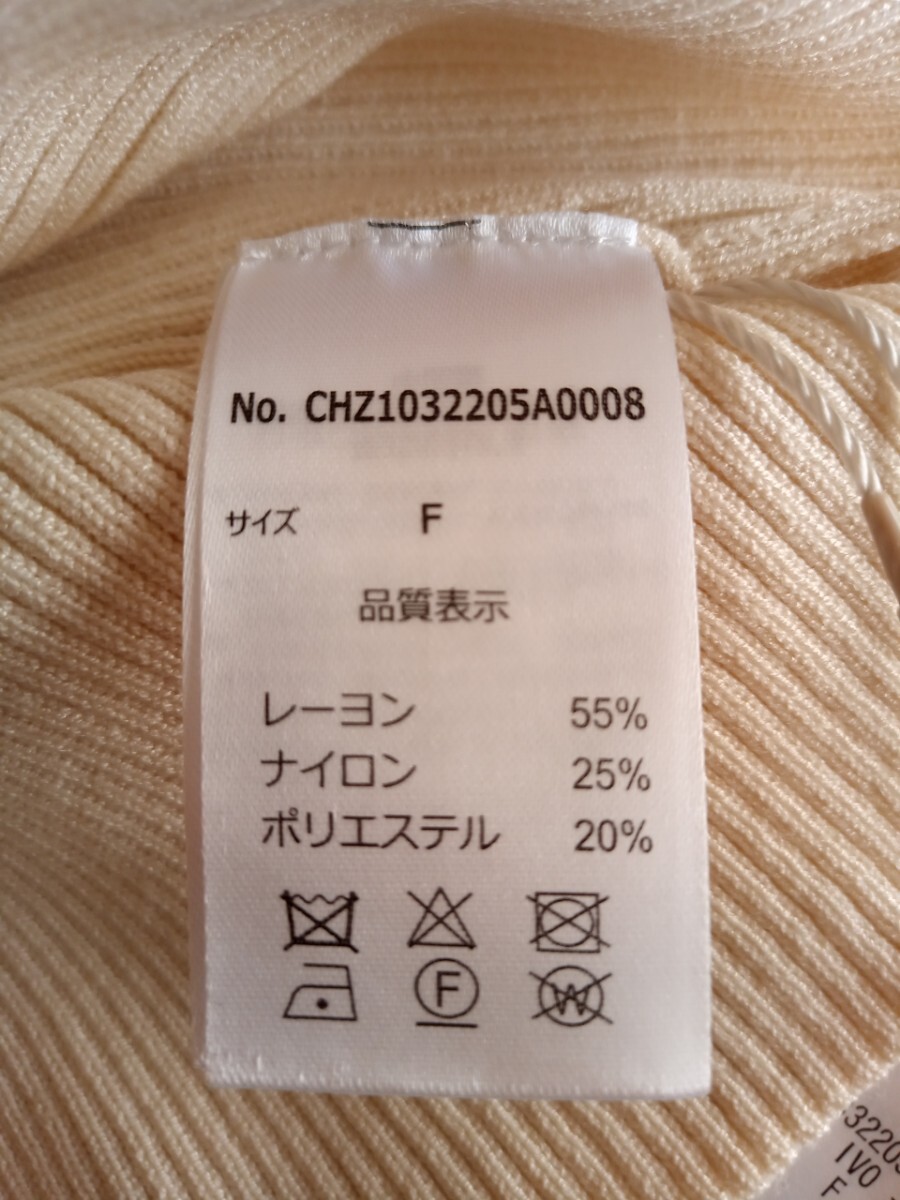 No. CHZ1032205A0008
サイズ F
品質表示
レーヨン 55%
ナイロン 25%
ポリエステル 20%
F
W
IVO
F